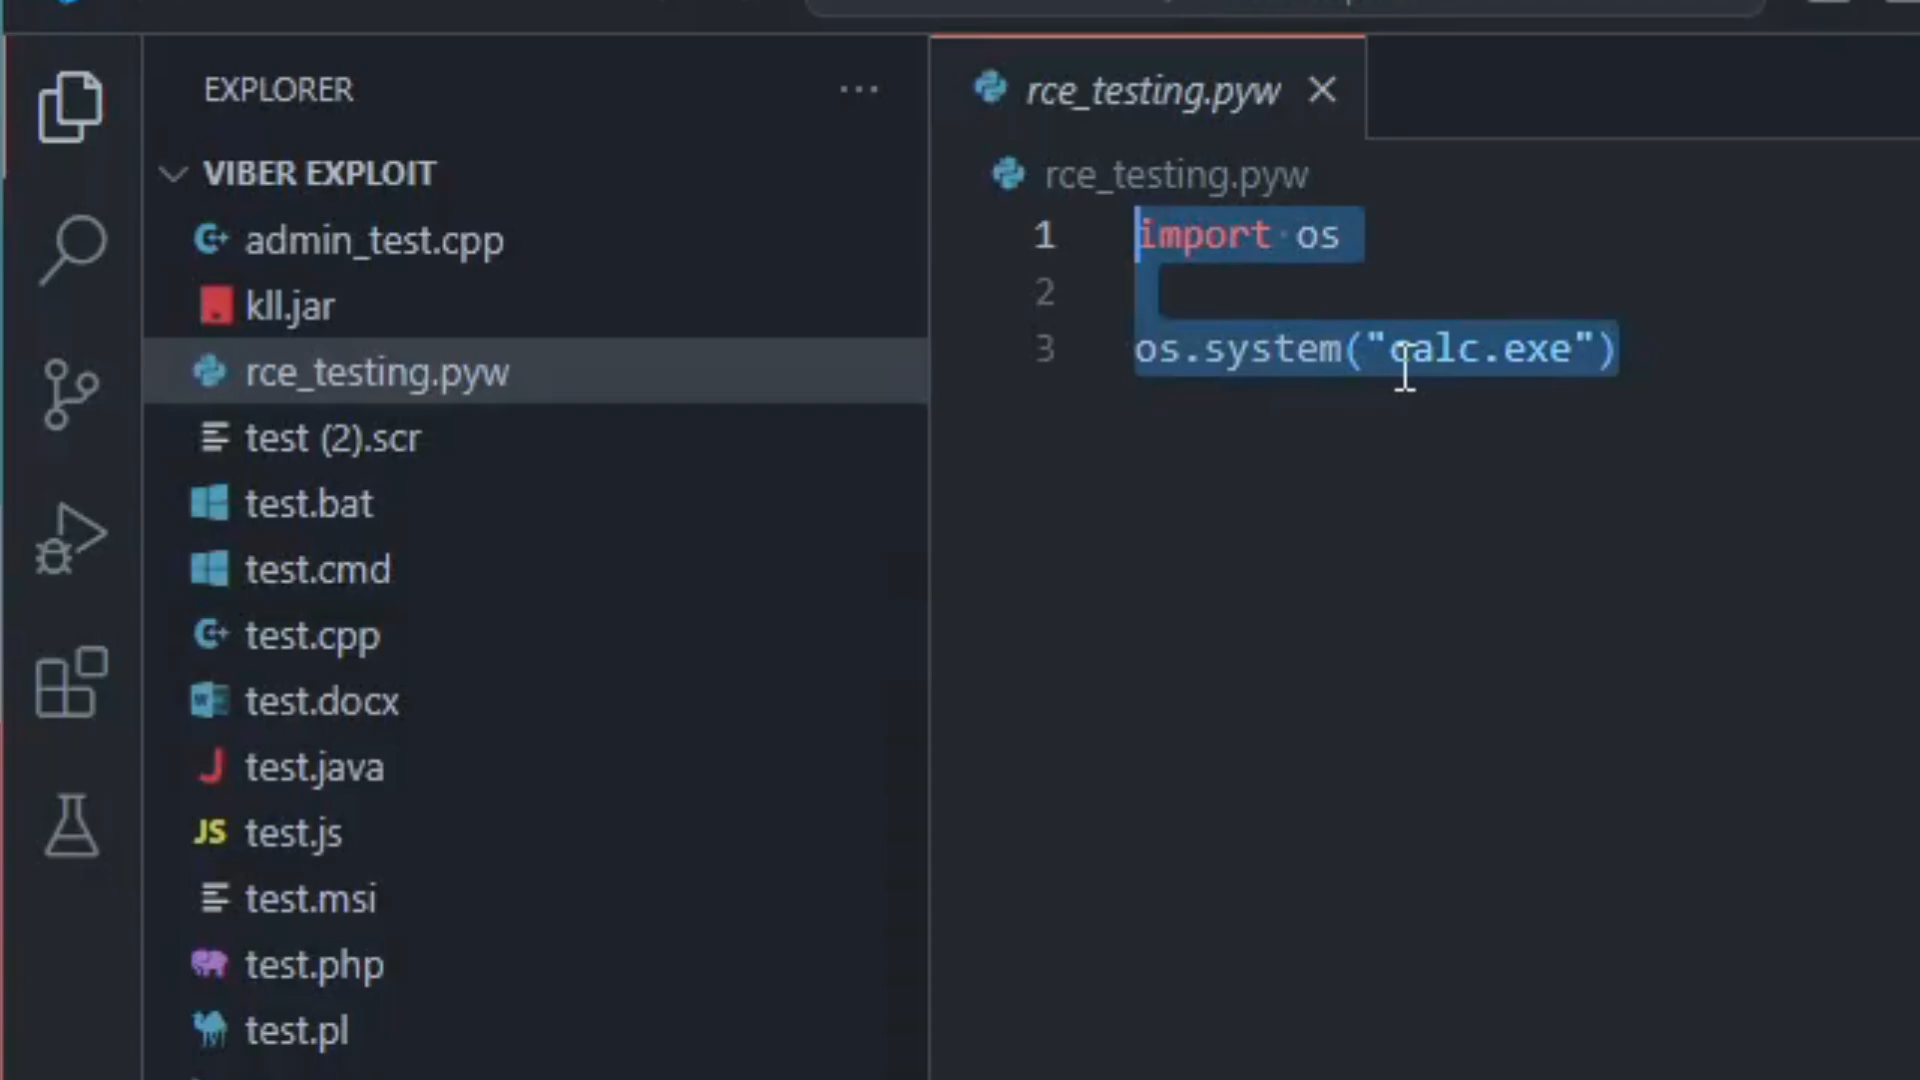 EXPLORER
VIBER EXPLOIT
admin_test.cpp
kll.jar
rce_testing.pyw
test (2).scr
test.bat
test.cmd
test.cpp
test.docx
J test.java
JS test.js
test.msi
test.php
test.pl
rce_testing.pyw
rce_testing.pyw
1 import os
2
3 os.system("calc.exe")